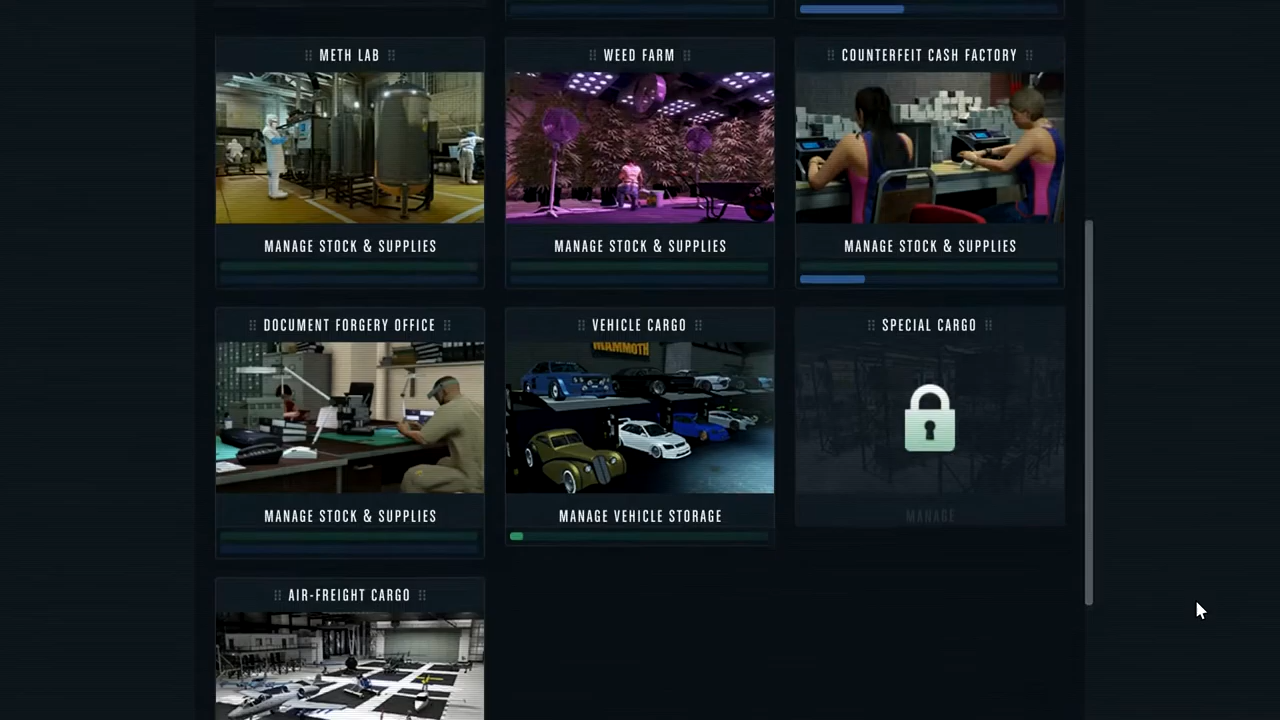 METH LAB
WEED FARM
COUNTERFEIT CASH FACTORY
MANAGE STOCK & SUPPLIES
MANAGE STOCK & SUPPLIES
MANAGE STOCK & SUPPLIES
DOCUMENT FORGERY OFFICE
VEHICLE CARGO
SPECIAL CARGO
MAMMOTH
MANAGE STOCK & SUPPLIES
MANAGE VEHICLE STORAGE
MANAGE
AIR-FREIGHT CARGO